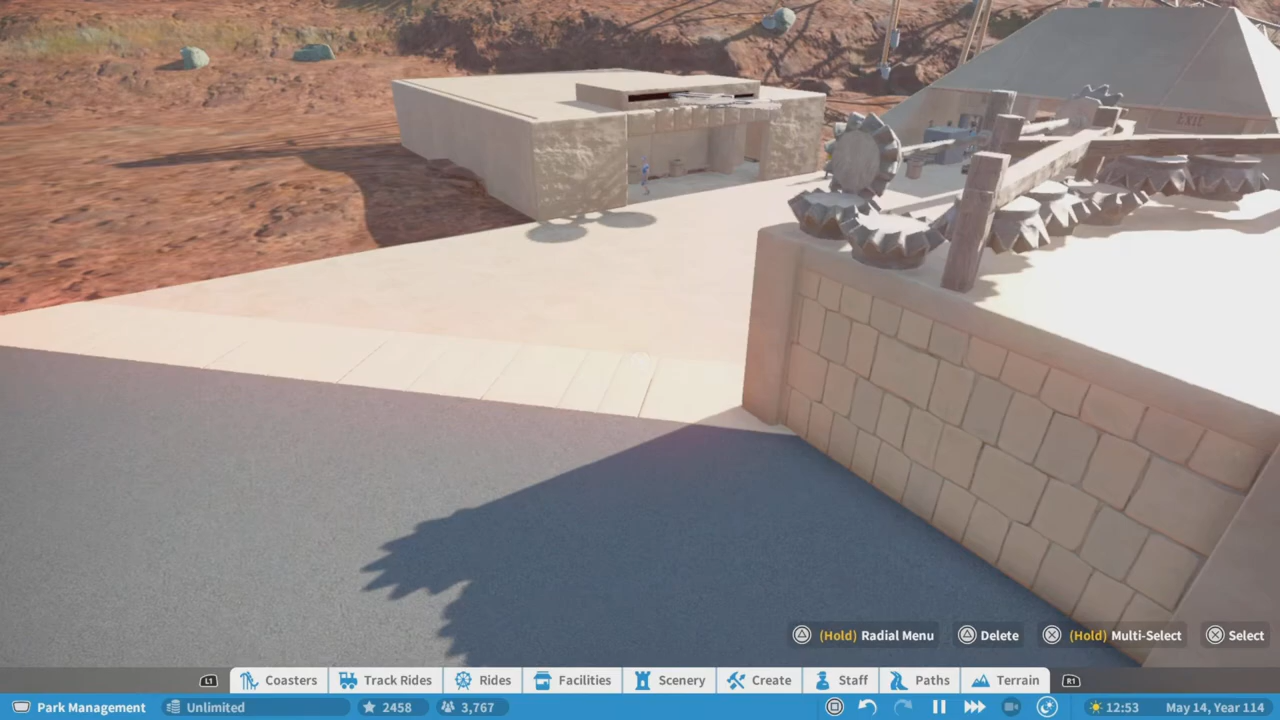 Exit
(Hold) Radial Menu
Delete
(Hold) Multi-Select
Select
L1
Coasters
Track Rides
Rides
Facilities
Scenery
Create
Staff
Paths
Terrain
R1
Park Management
Unlimited
2458
3,767
12:53
May 14, Year 114